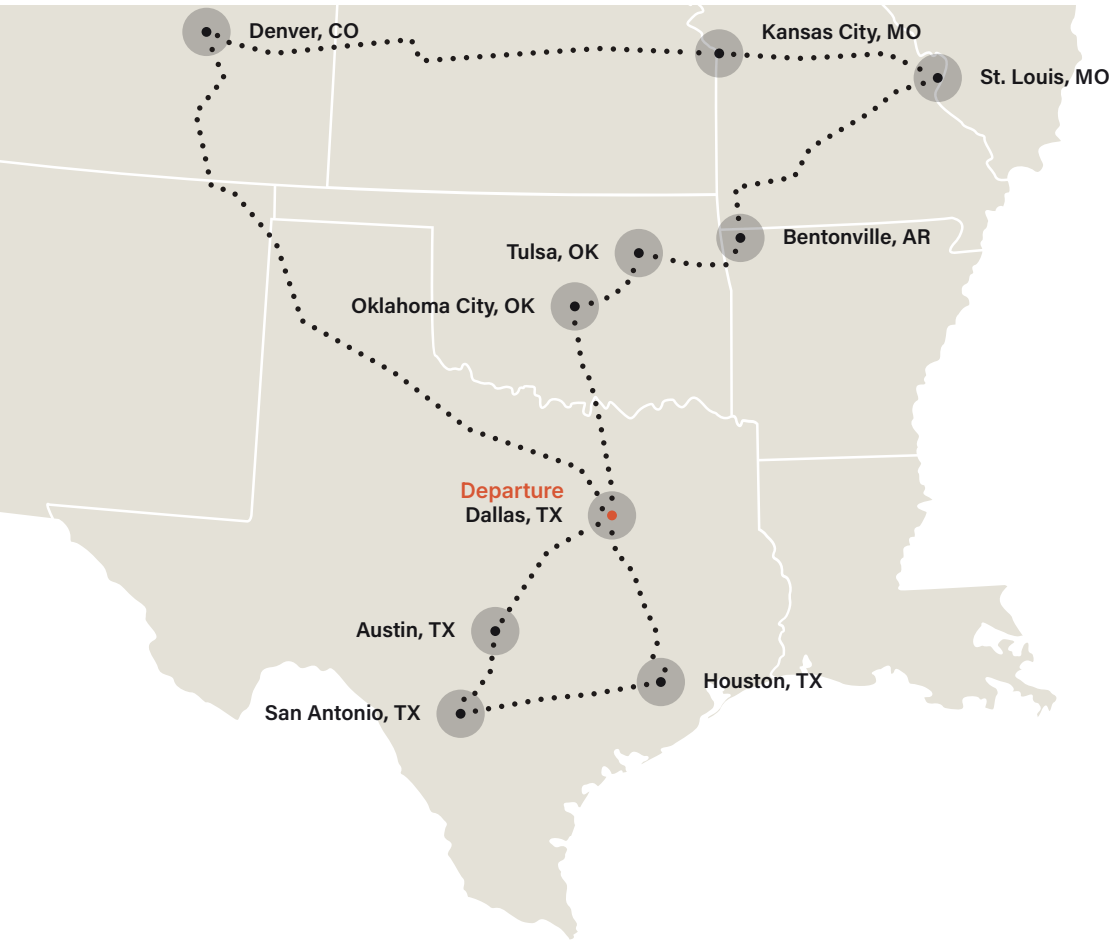 Denver, CO
Kansas City, MO
St. Louis, MO
Bentonville, AR
Tulsa, OK
Oklahoma City, OK
Departure
Dallas, TX
Austin, TX
Houston, TX
San Antonio, TX